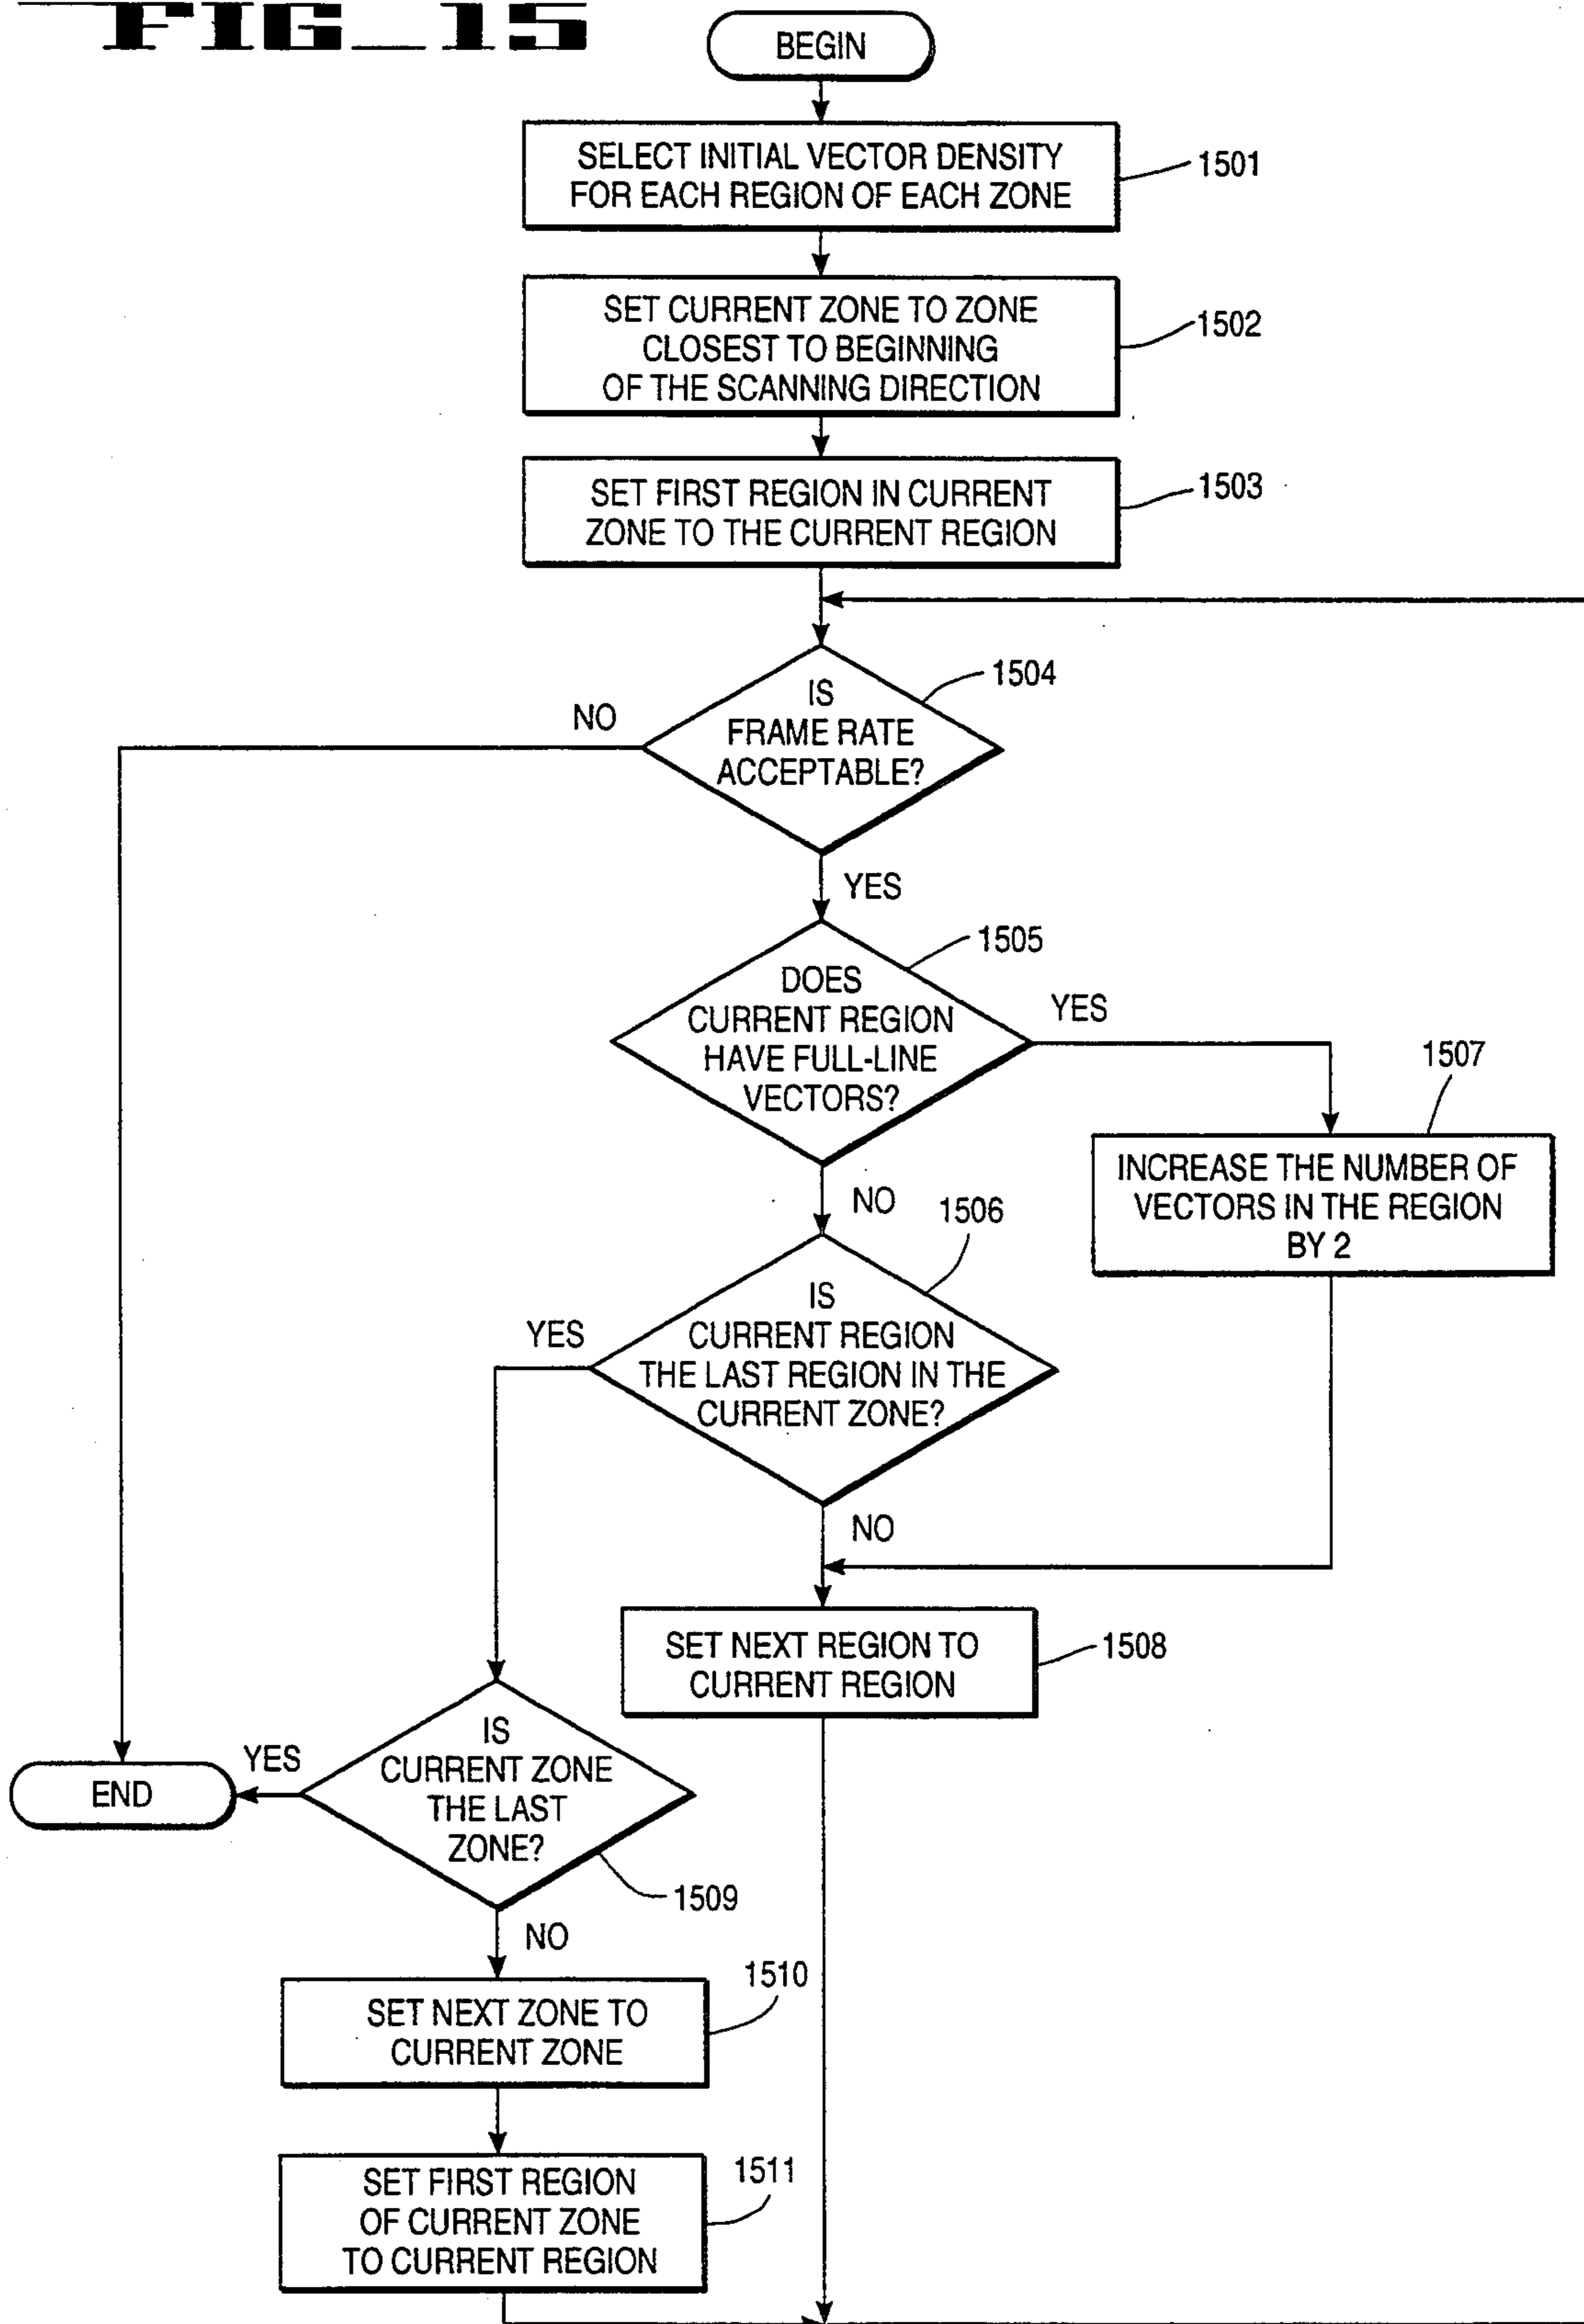 FIG_15
BEGIN
SELECT INITIAL VECTOR DENSITY
FOR EACH REGION OF EACH ZONE
1501
SET CURRENT ZONE TO ZONE
CLOSEST TO BEGINNING
OF THE SCANNING DIRECTION
1502
SET FIRST REGION IN CURRENT
ZONE TO THE CURRENT REGION
1503
IS
FRAME RATE
ACCEPTABLE?
1504
NO
YES
DOES
CURRENT REGION
HAVE FULL-LINE
VECTORS?
1505
YES
NO
1507
INCREASE THE NUMBER OF
VECTORS IN THE REGION
BY 2
1506
IS
CURRENT REGION
THE LAST REGION IN THE
CURRENT ZONE?
YES
NO
SET NEXT REGION TO
CURRENT REGION
1508
IS
CURRENT ZONE
THE LAST
ZONE?
1509
YES
END
NO
SET NEXT ZONE TO
CURRENT ZONE
1510
SET FIRST REGION
OF CURRENT ZONE
TO CURRENT REGION
1511